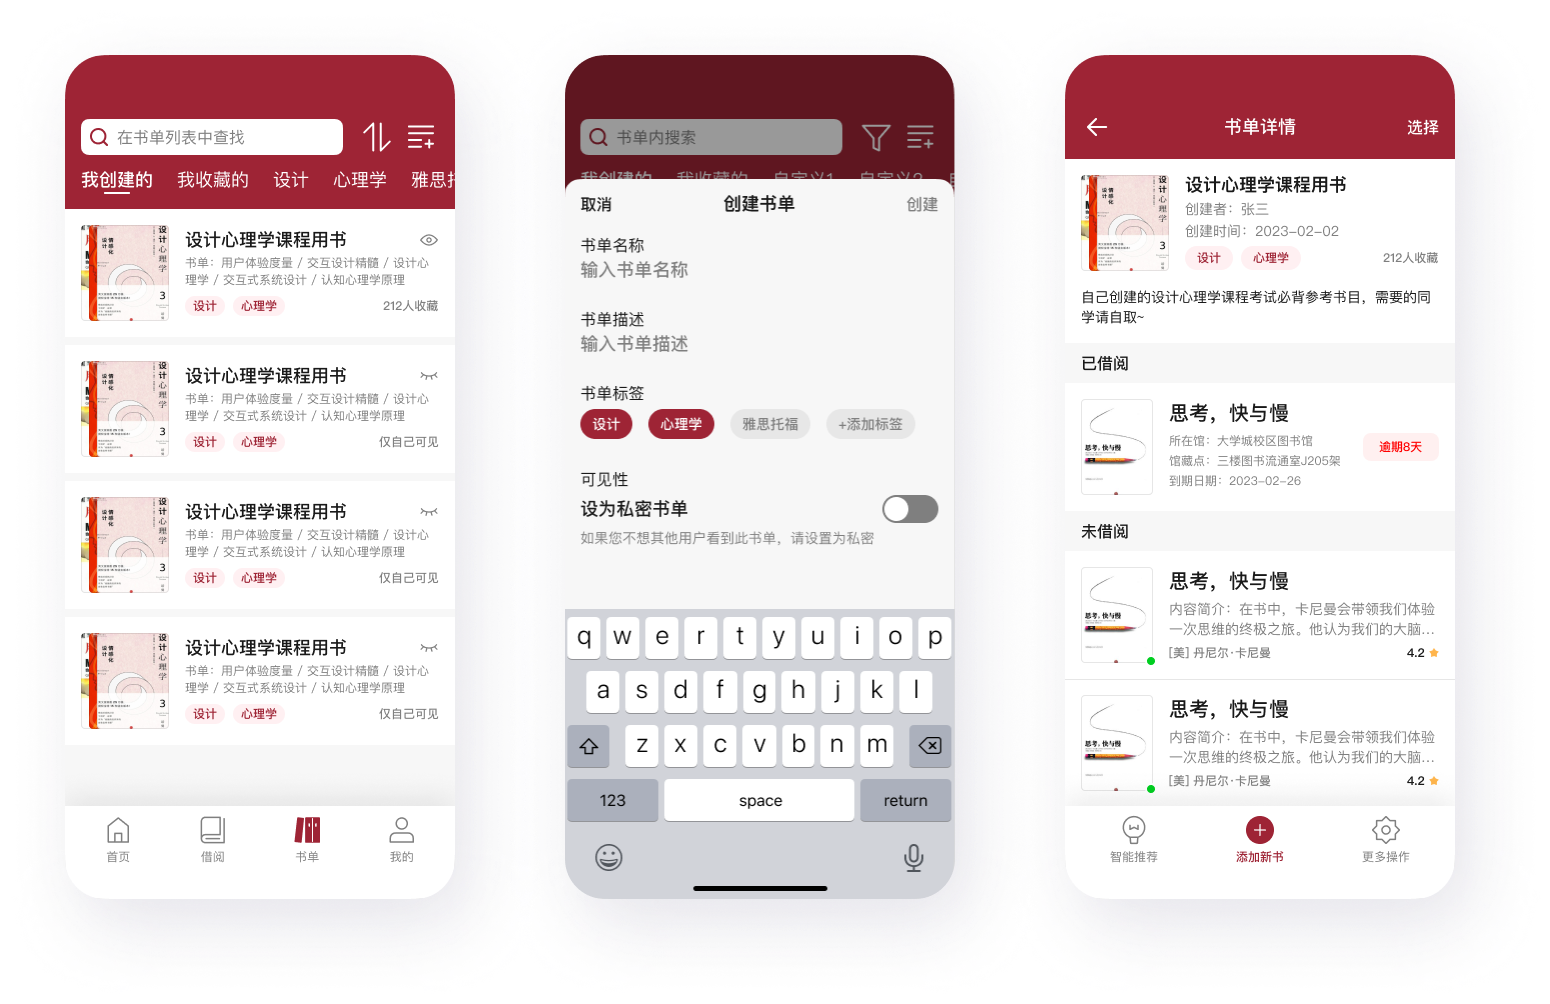 在书单列表中查找
我创建的 我收藏的 设计 心理学 雅思托
设计心理学课程用书
书单：用户体验度量 / 交互设计精髓 / 设计心
理学 / 交互式系统设计 / 认知心理学原理
设计 心理学 212人收藏
设计心理学课程用书
书单：用户体验度量 / 交互设计精髓 / 设计心
理学 / 交互式系统设计 / 认知心理学原理
设计 心理学 仅自己可见
设计心理学课程用书
书单：用户体验度量 / 交互设计精髓 / 设计心
理学 / 交互式系统设计 / 认知心理学原理
设计 心理学 仅自己可见
设计心理学课程用书
书单：用户体验度量 / 交互设计精髓 / 设计心
理学 / 交互式系统设计 / 认知心理学原理
设计 心理学 仅自己可见
首页 借阅 书单 我的
书单内搜索
我创建的 我收藏的 自定义1 自定义2
取消 创建书单 创建
书单名称
输入书单名称
书单描述
输入书单描述
书单标签
设计 心理学 雅思托福 +添加标签
可见性
设为私密书单
如果您不想其他用户看到此书单，请设置为私密
q w e r t y u i o p
a s d f g h j k l
z x c v b n m
123 space return
书单详情 选择
设计心理学课程用书
创建者：张三
创建时间：2023-02-02
设计 心理学 212人收藏
自己创建的设计心理学课程考试必背参考书目，需要的同
学请自取~
已借阅
思考，快与慢
所在馆：大学城校区图书馆
馆藏点：三楼图书流通室J205架
到期日期：2023-02-26
逾期8天
未借阅
思考，快与慢
内容简介：在书中，卡尼曼会带领我们体验
一次思维的终极之旅。他认为我们的大脑...
[美] 丹尼尔·卡尼曼 4.2
思考，快与慢
内容简介：在书中，卡尼曼会带领我们体验
一次思维的终极之旅。他认为我们的大脑...
[美] 丹尼尔·卡尼曼 4.2
智能推荐 添加新书 更多操作